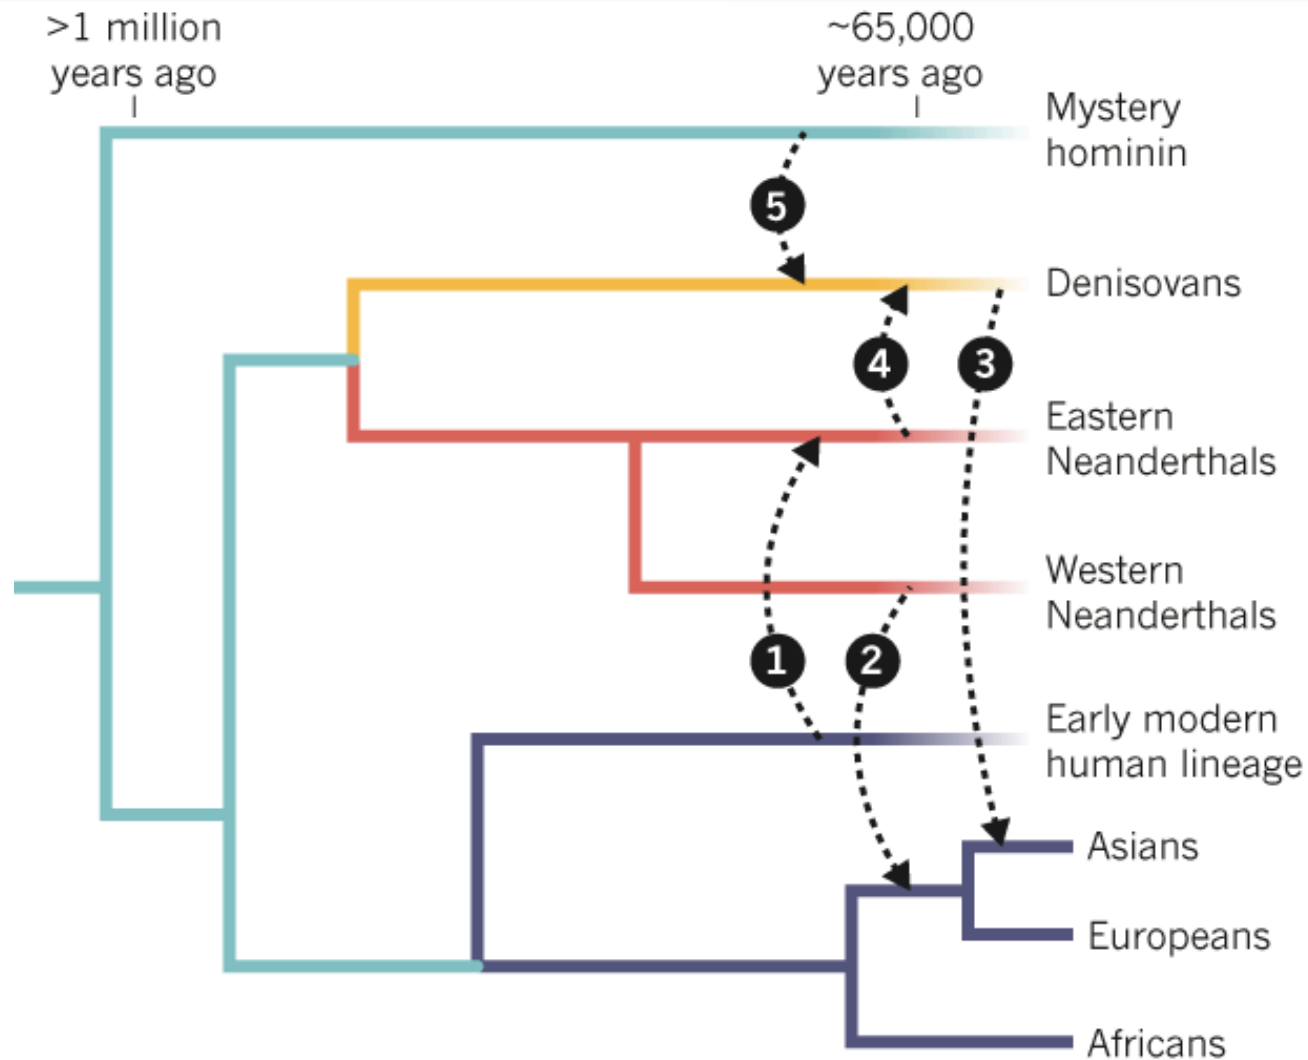 >1 million
years ago
~65,000
years ago
Mystery
hominin
5
Denisovans
4
3
Eastern
Neanderthals
Western
Neanderthals
1
2
Early modern
human lineage
Asians
Europeans
Africans